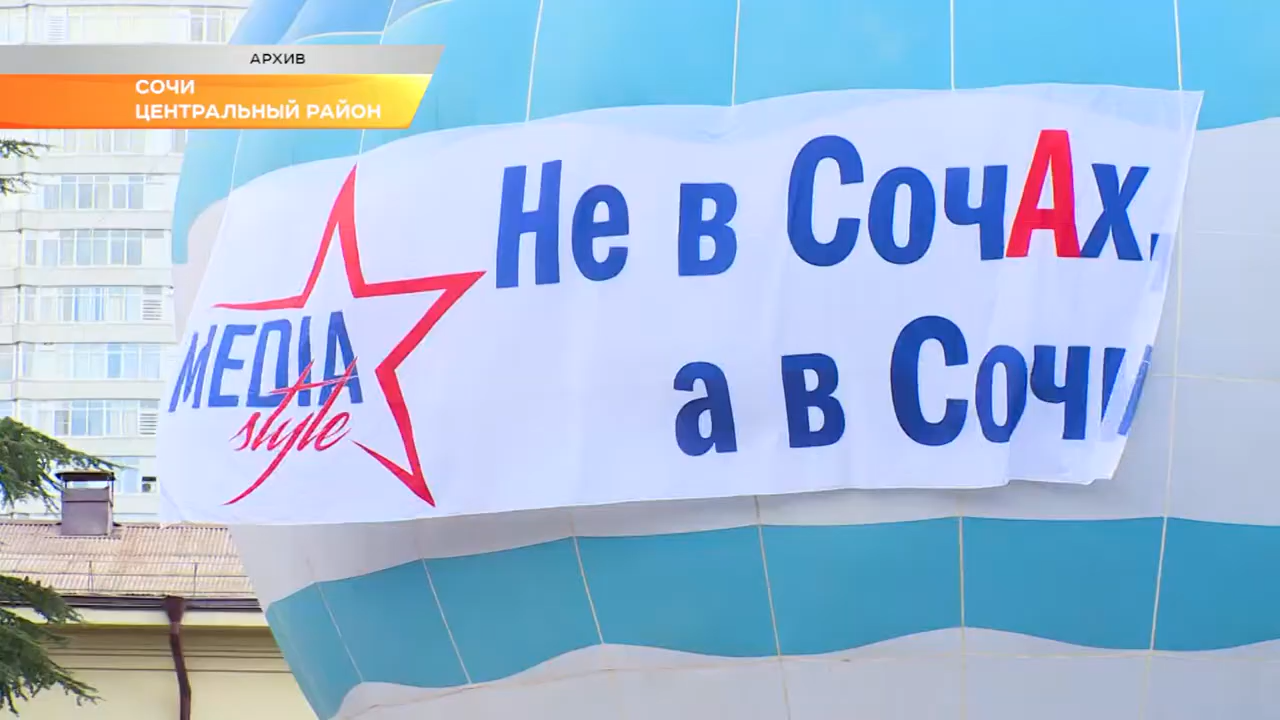 АРХИВ
СОЧИ
ЦЕНТРАЛЬНЫЙ РАЙОН
Не в СочАх,
а в Сочи
MEDIA
style